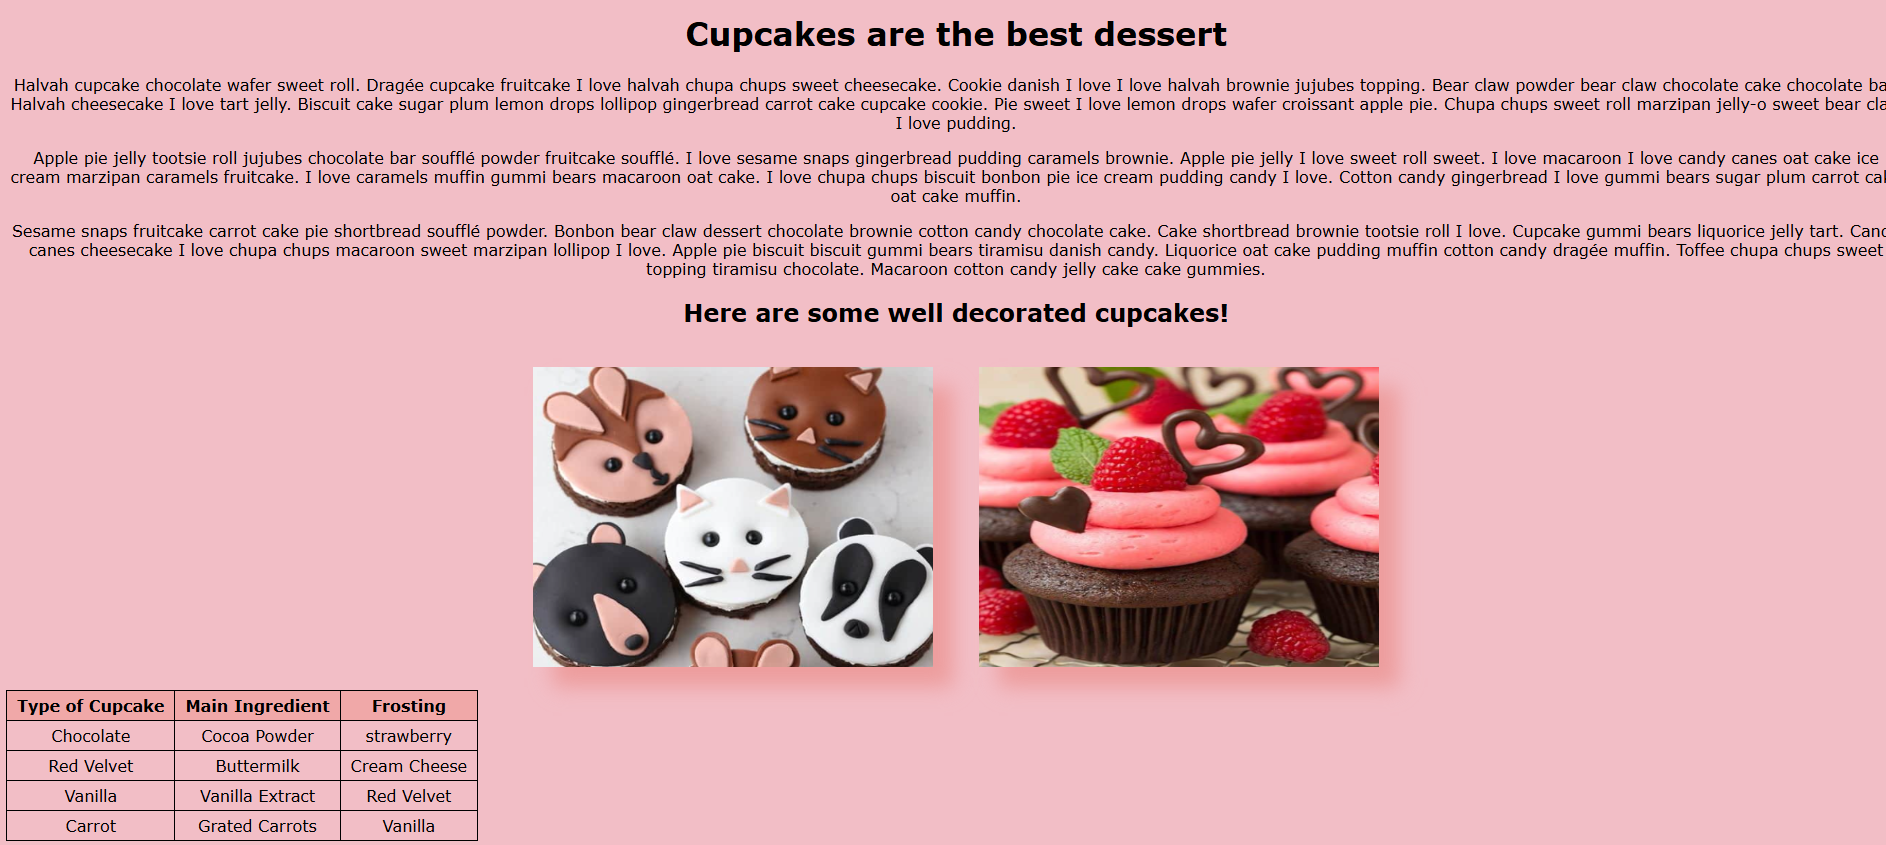 Cupcakes are the best dessert
Halvah cupcake chocolate wafer sweet roll. Dragée cupcake fruitcake I love halvah chupa chups sweet cheesecake. Cookie danish I love I love halvah brownie jujubes topping. Bear claw powder bear claw chocolate cake chocolate ba
Halvah cheesecake I love tart jelly. Biscuit cake sugar plum lemon drops lollipop gingerbread carrot cake cupcake cookie. Pie sweet I love lemon drops wafer croissant apple pie. Chupa chups sweet roll marzipan jelly-o sweet bear cla
I love pudding.
Apple pie jelly tootsie roll jujubes chocolate bar soufflé powder fruitcake soufflé. I love sesame snaps gingerbread pudding caramels brownie. Apple pie jelly I love sweet roll sweet. I love macaroon I love candy canes oat cake ice
cream marzipan caramels fruitcake. I love caramels muffin gummi bears macaroon oat cake. I love chupa chups biscuit bonbon pie ice cream pudding candy I love. Cotton candy gingerbread I love gummi bears sugar plum carrot cak
oat cake muffin.
Sesame snaps fruitcake carrot cake pie shortbread soufflé powder. Bonbon bear claw dessert chocolate brownie cotton candy chocolate cake. Cake shortbread brownie tootsie roll I love. Cupcake gummi bears liquorice jelly tart. Canc
canes cheesecake I love chupa chups macaroon sweet marzipan lollipop I love. Apple pie biscuit biscuit gummi bears tiramisu danish candy. Liquorice oat cake pudding muffin cotton candy dragée muffin. Toffee chupa chups sweet
topping tiramisu chocolate. Macaroon cotton candy jelly cake cake gummies.
Here are some well decorated cupcakes!
Type of Cupcake Main Ingredient Frosting
Chocolate Cocoa Powder strawberry
Red Velvet Buttermilk Cream Cheese
Vanilla Vanilla Extract Red Velvet
Carrot Grated Carrots Vanilla